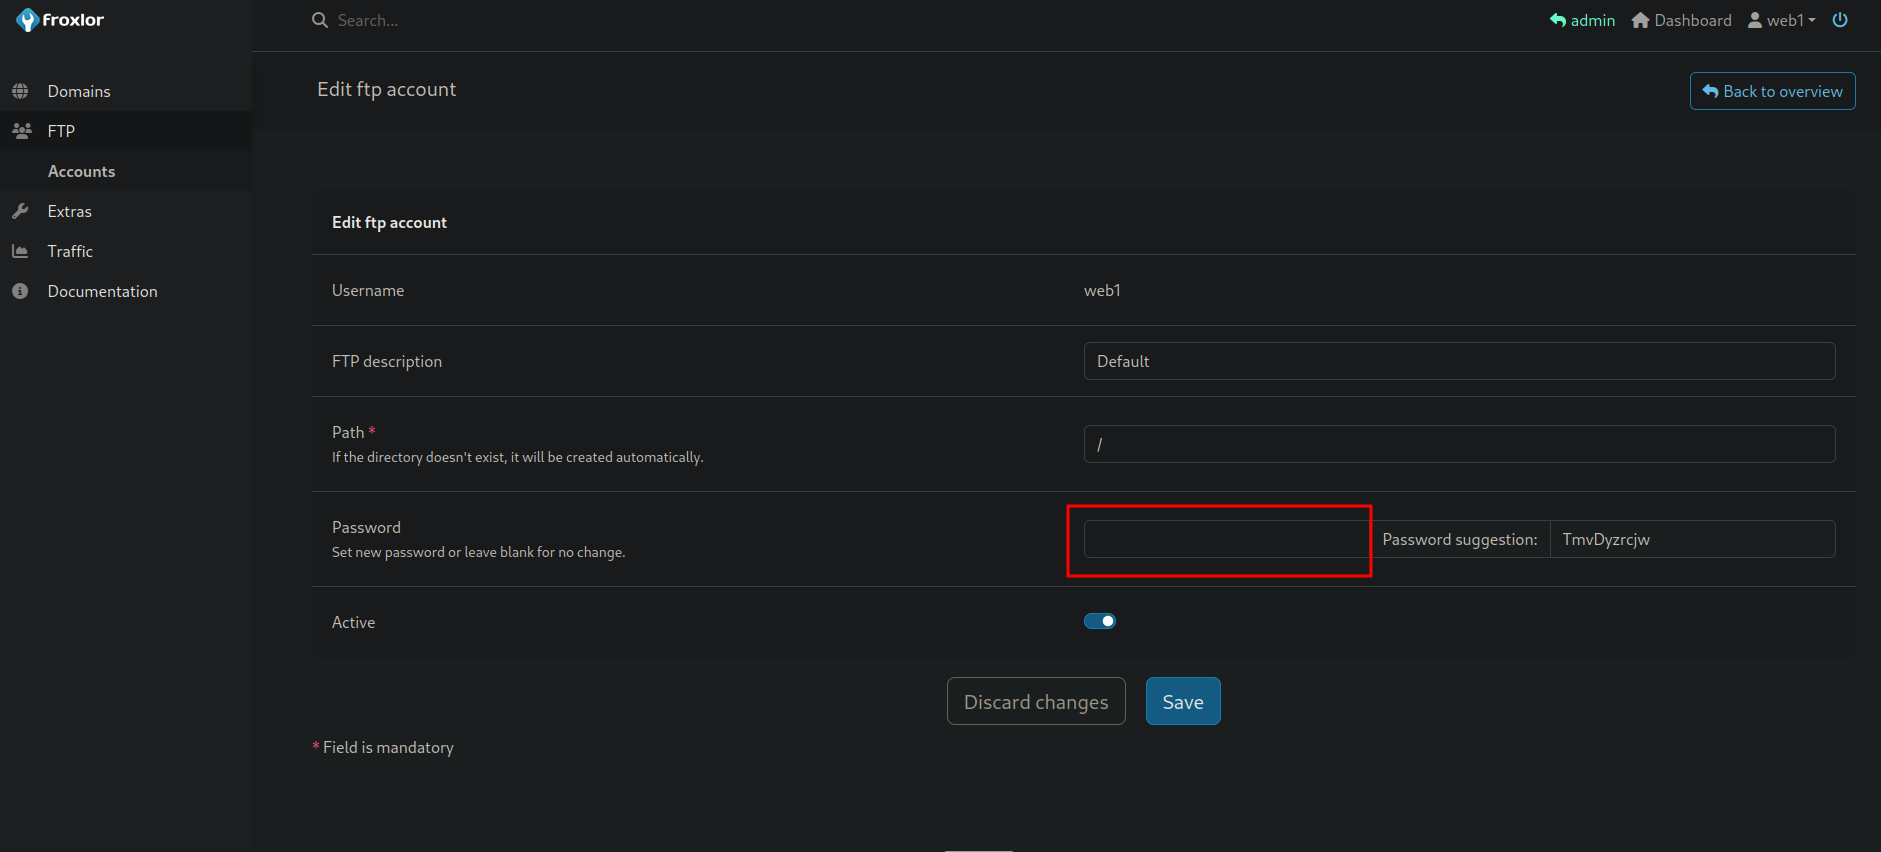 froxlor
Search...
admin
Dashboard
web1
Domains
FTP
Accounts
Extras
Traffic
Documentation
Edit ftp account
Back to overview
Edit ftp account
Username
web1
FTP description
Default
Path *
If the directory doesn't exist, it will be created automatically.
/
Password
Set new password or leave blank for no change.
Password suggestion:
TmvDyzrcjw
Active
Discard changes
Save
* Field is mandatory